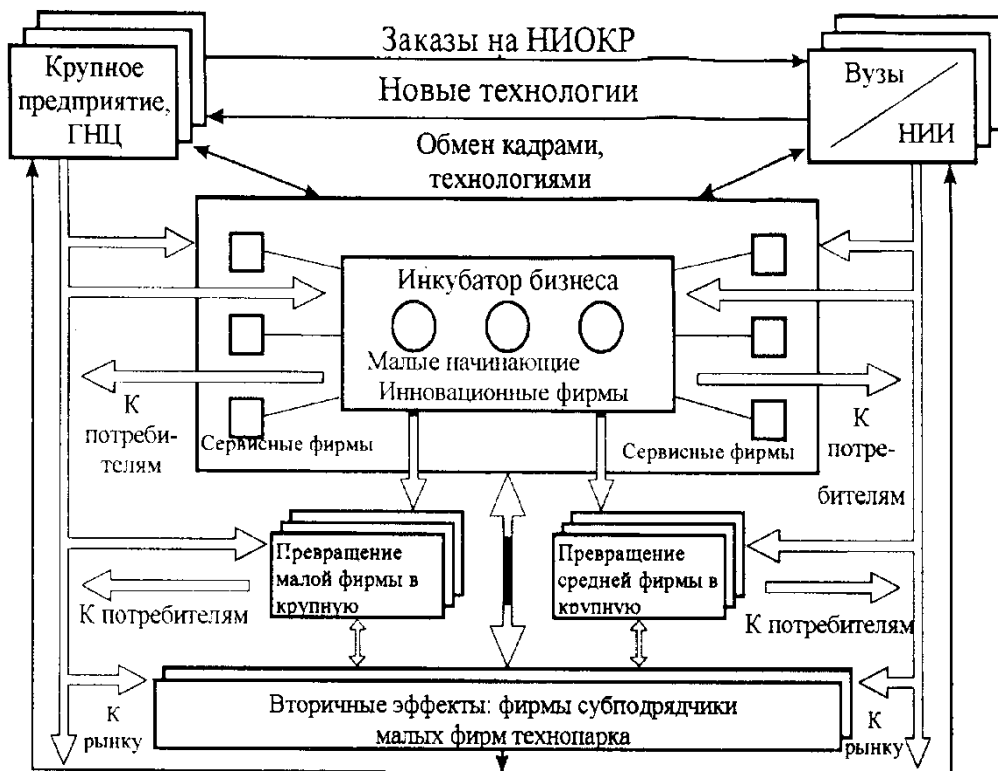 Заказы на НИОКР
Крупное
предприятие,
ГНЦ
Вузы
НИИ
Новые технологии
Обмен кадрами,
технологиями
Инкубатор бизнеса
Малые начинающие
Инновационные фирмы
Сервисные фирмы
Сервисные фирмы
К
потреби-
телям
К
потре-
бителям
Превращение
малой фирмы в
крупную
Превращение
средней фирмы в
крупную
К потребителям
К потребителям
Вторичные эффекты: фирмы субподрядчики
малых фирм технопарка
К
рынку
К
рынку